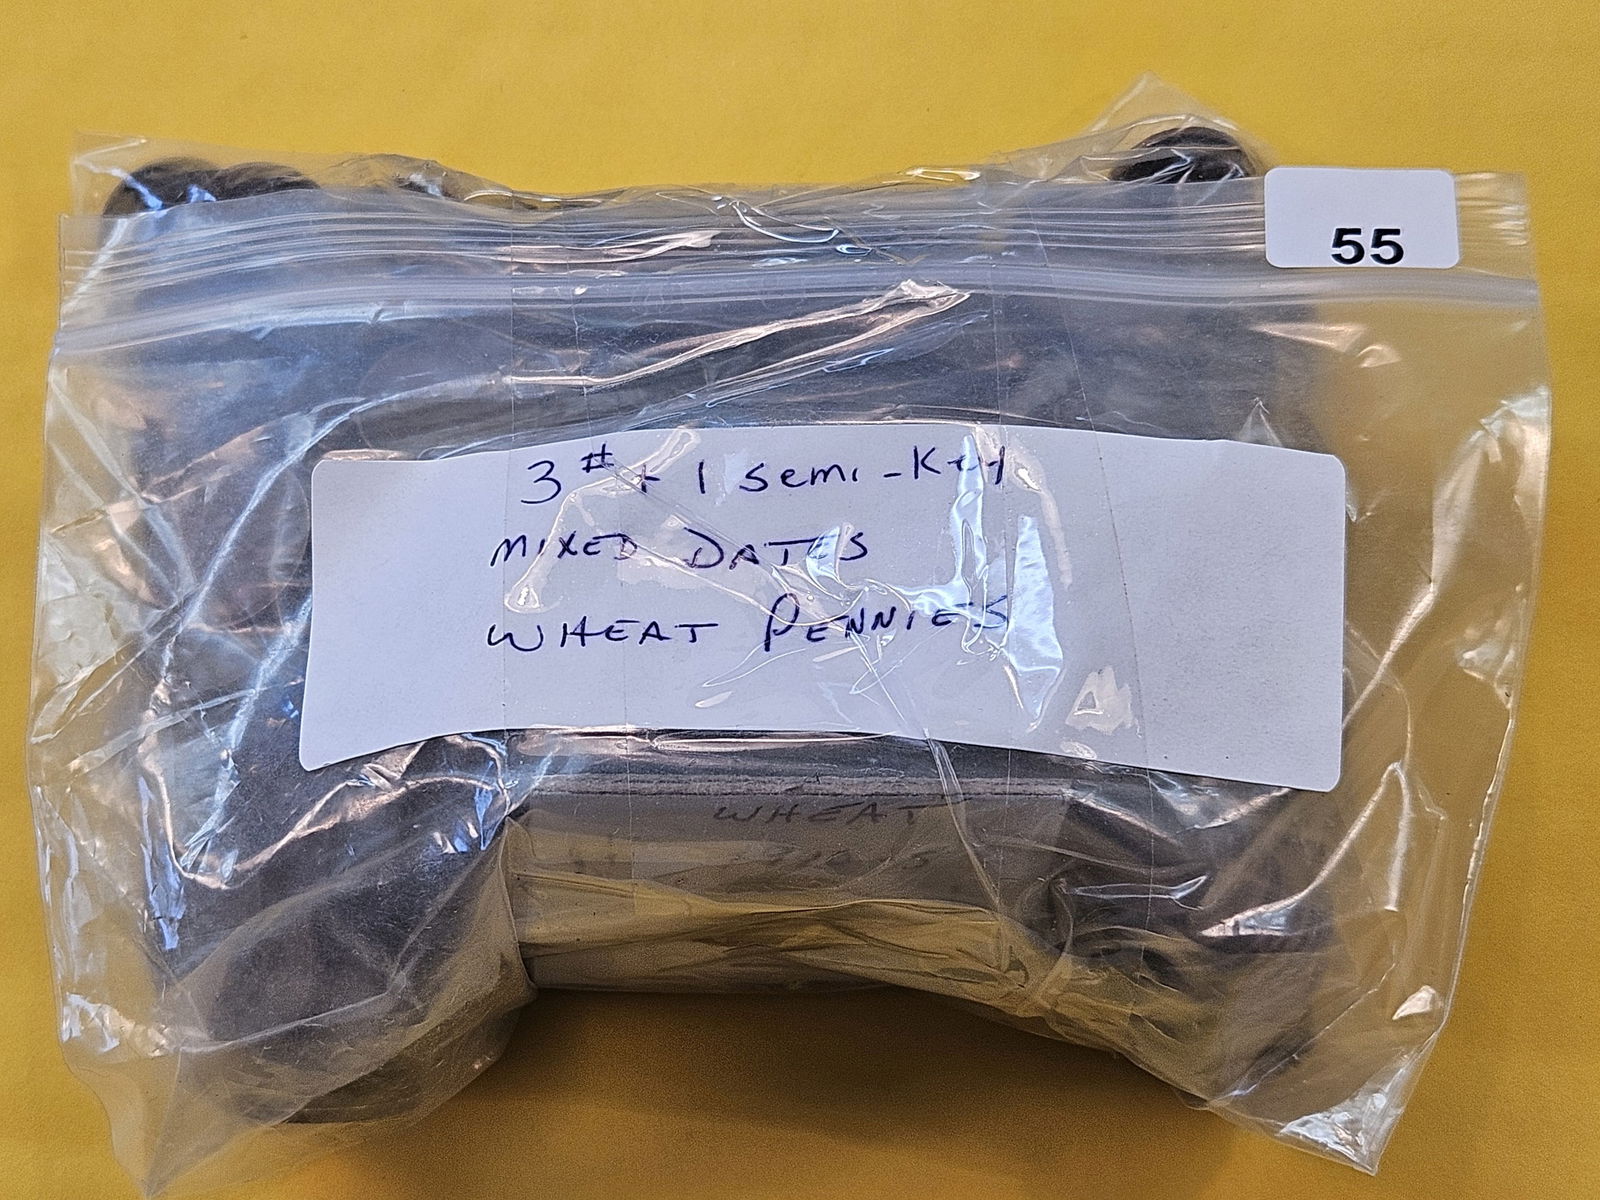 55
3# + 1 Semi-Key
MIXED DATES
WHEAT PENNIES
WHEAT